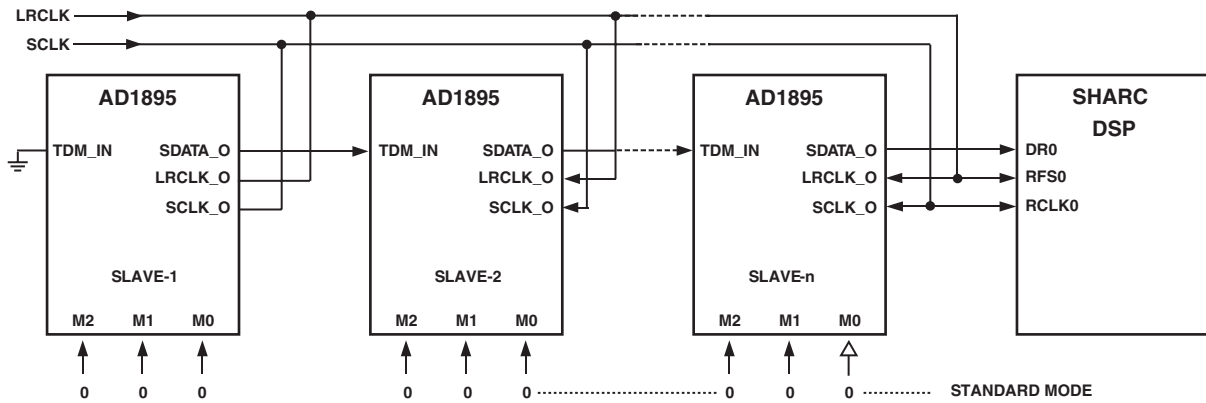 LRCLK
SCLK
AD1895 AD1895 AD1895 SHARC
DSP
TDM_IN SDATA_O TDM_IN SDATA_O TDM_IN SDATA_O DR0
LRCLK_O LRCLK_O LRCLK_O RFS0
SCLK_O SCLK_O SCLK_O RCLK0
SLAVE-1 SLAVE-2 SLAVE-n
M2 M1 M0 M2 M1 M0 M2 M1 M0
0 0 0 0 0 0 0 0 0 STANDARD MODE